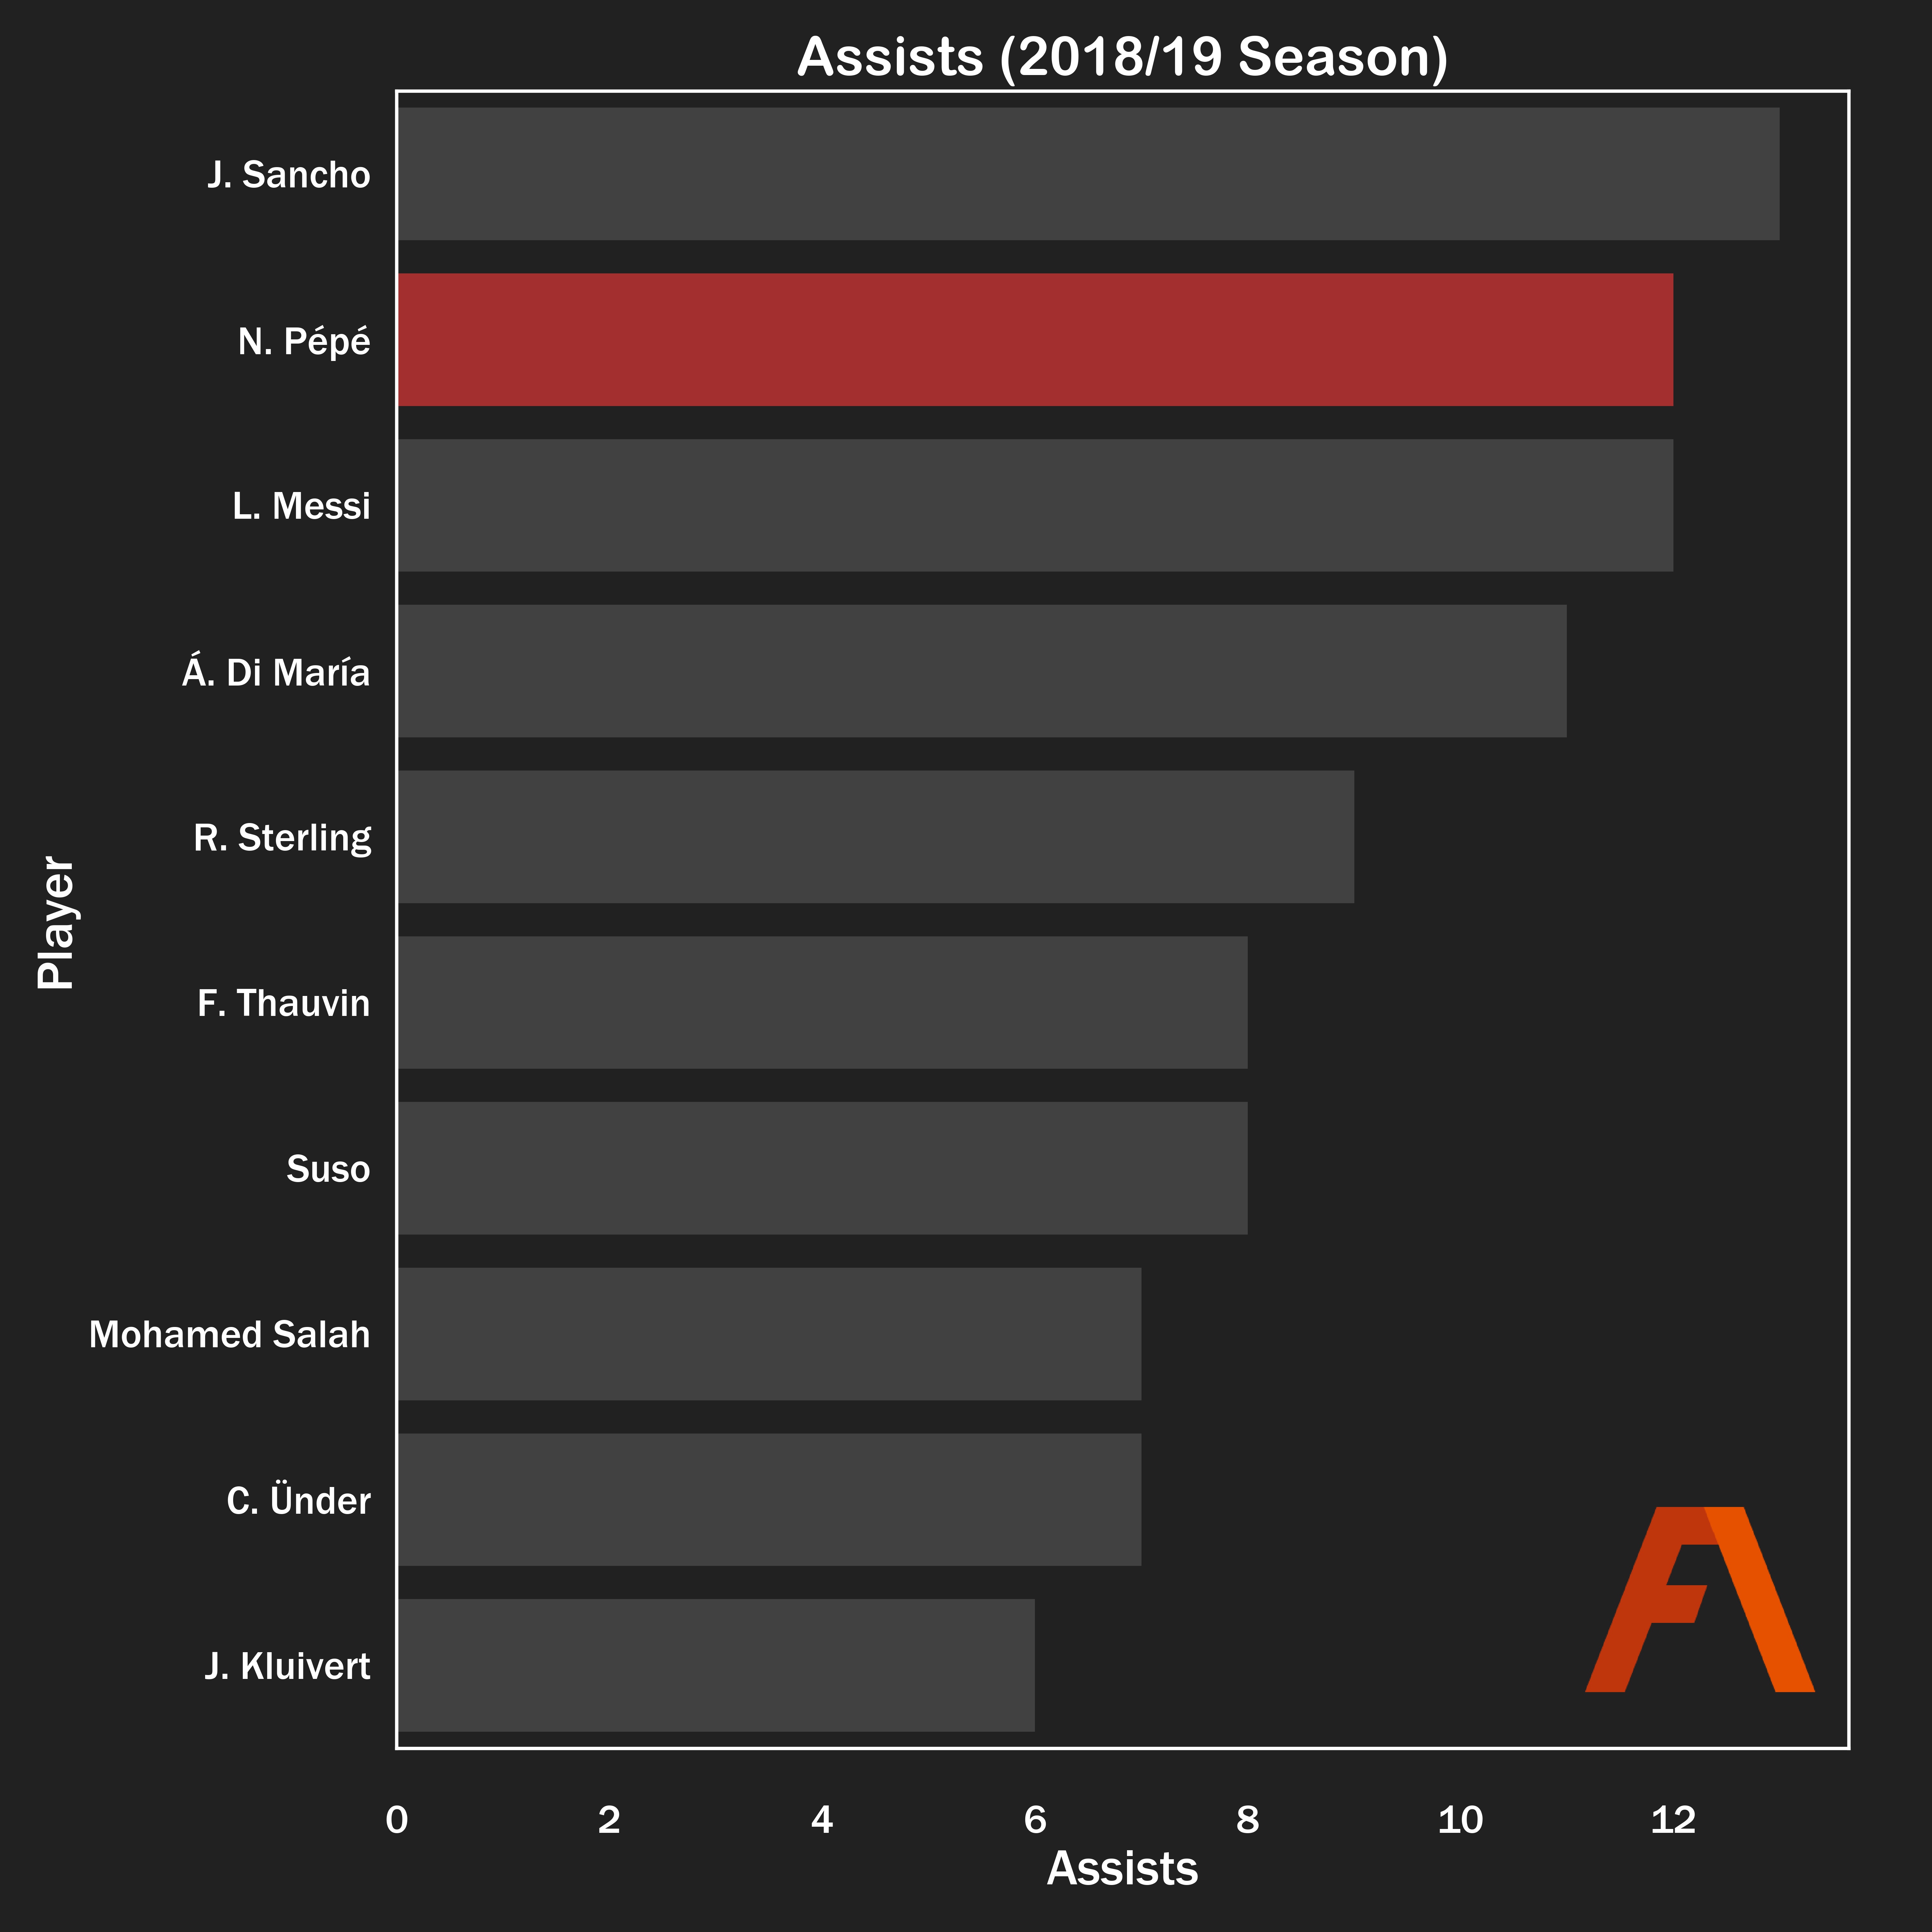 Assists (2018/19 Season)
J. Sancho
N. Pépé
L. Messi
Á. Di María
R. Sterling
F. Thauvin
Suso
Mohamed Salah
C. Ünder
J. Kluivert
Player
0 2 4 6 8 10 12
Assists